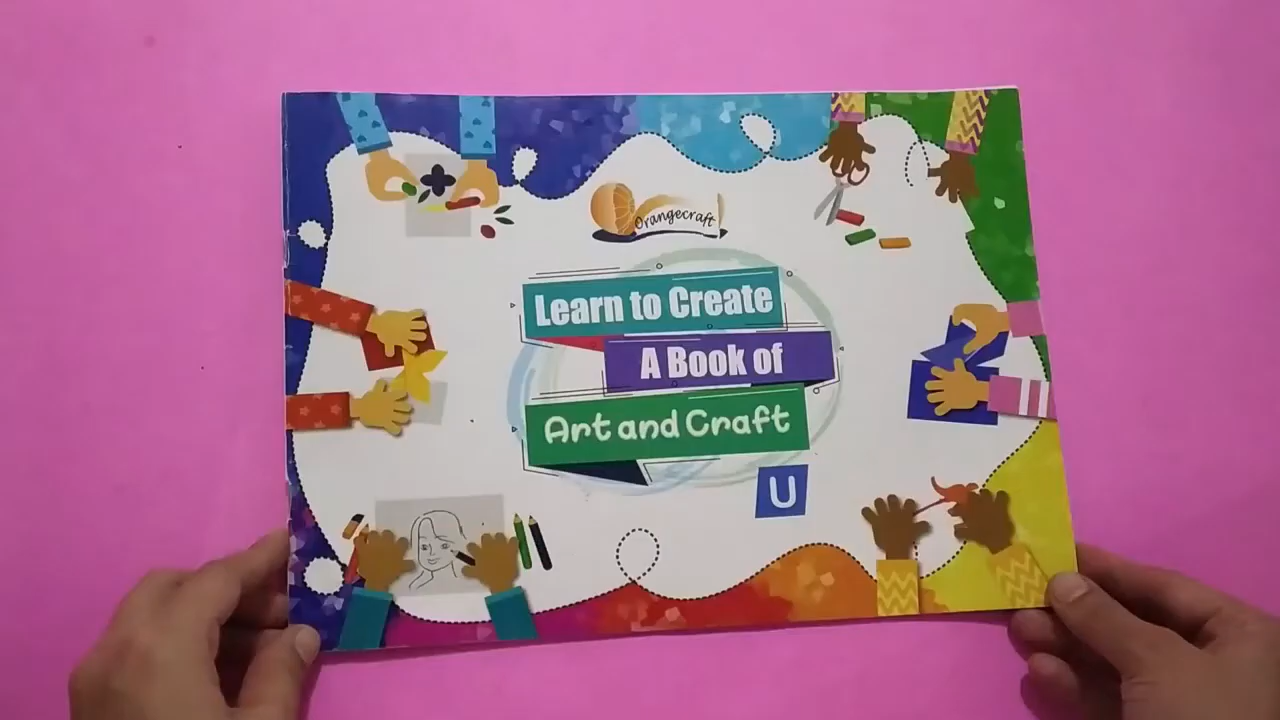 Orangecraft
Learn to Create
A Book of
Art and Craft
U